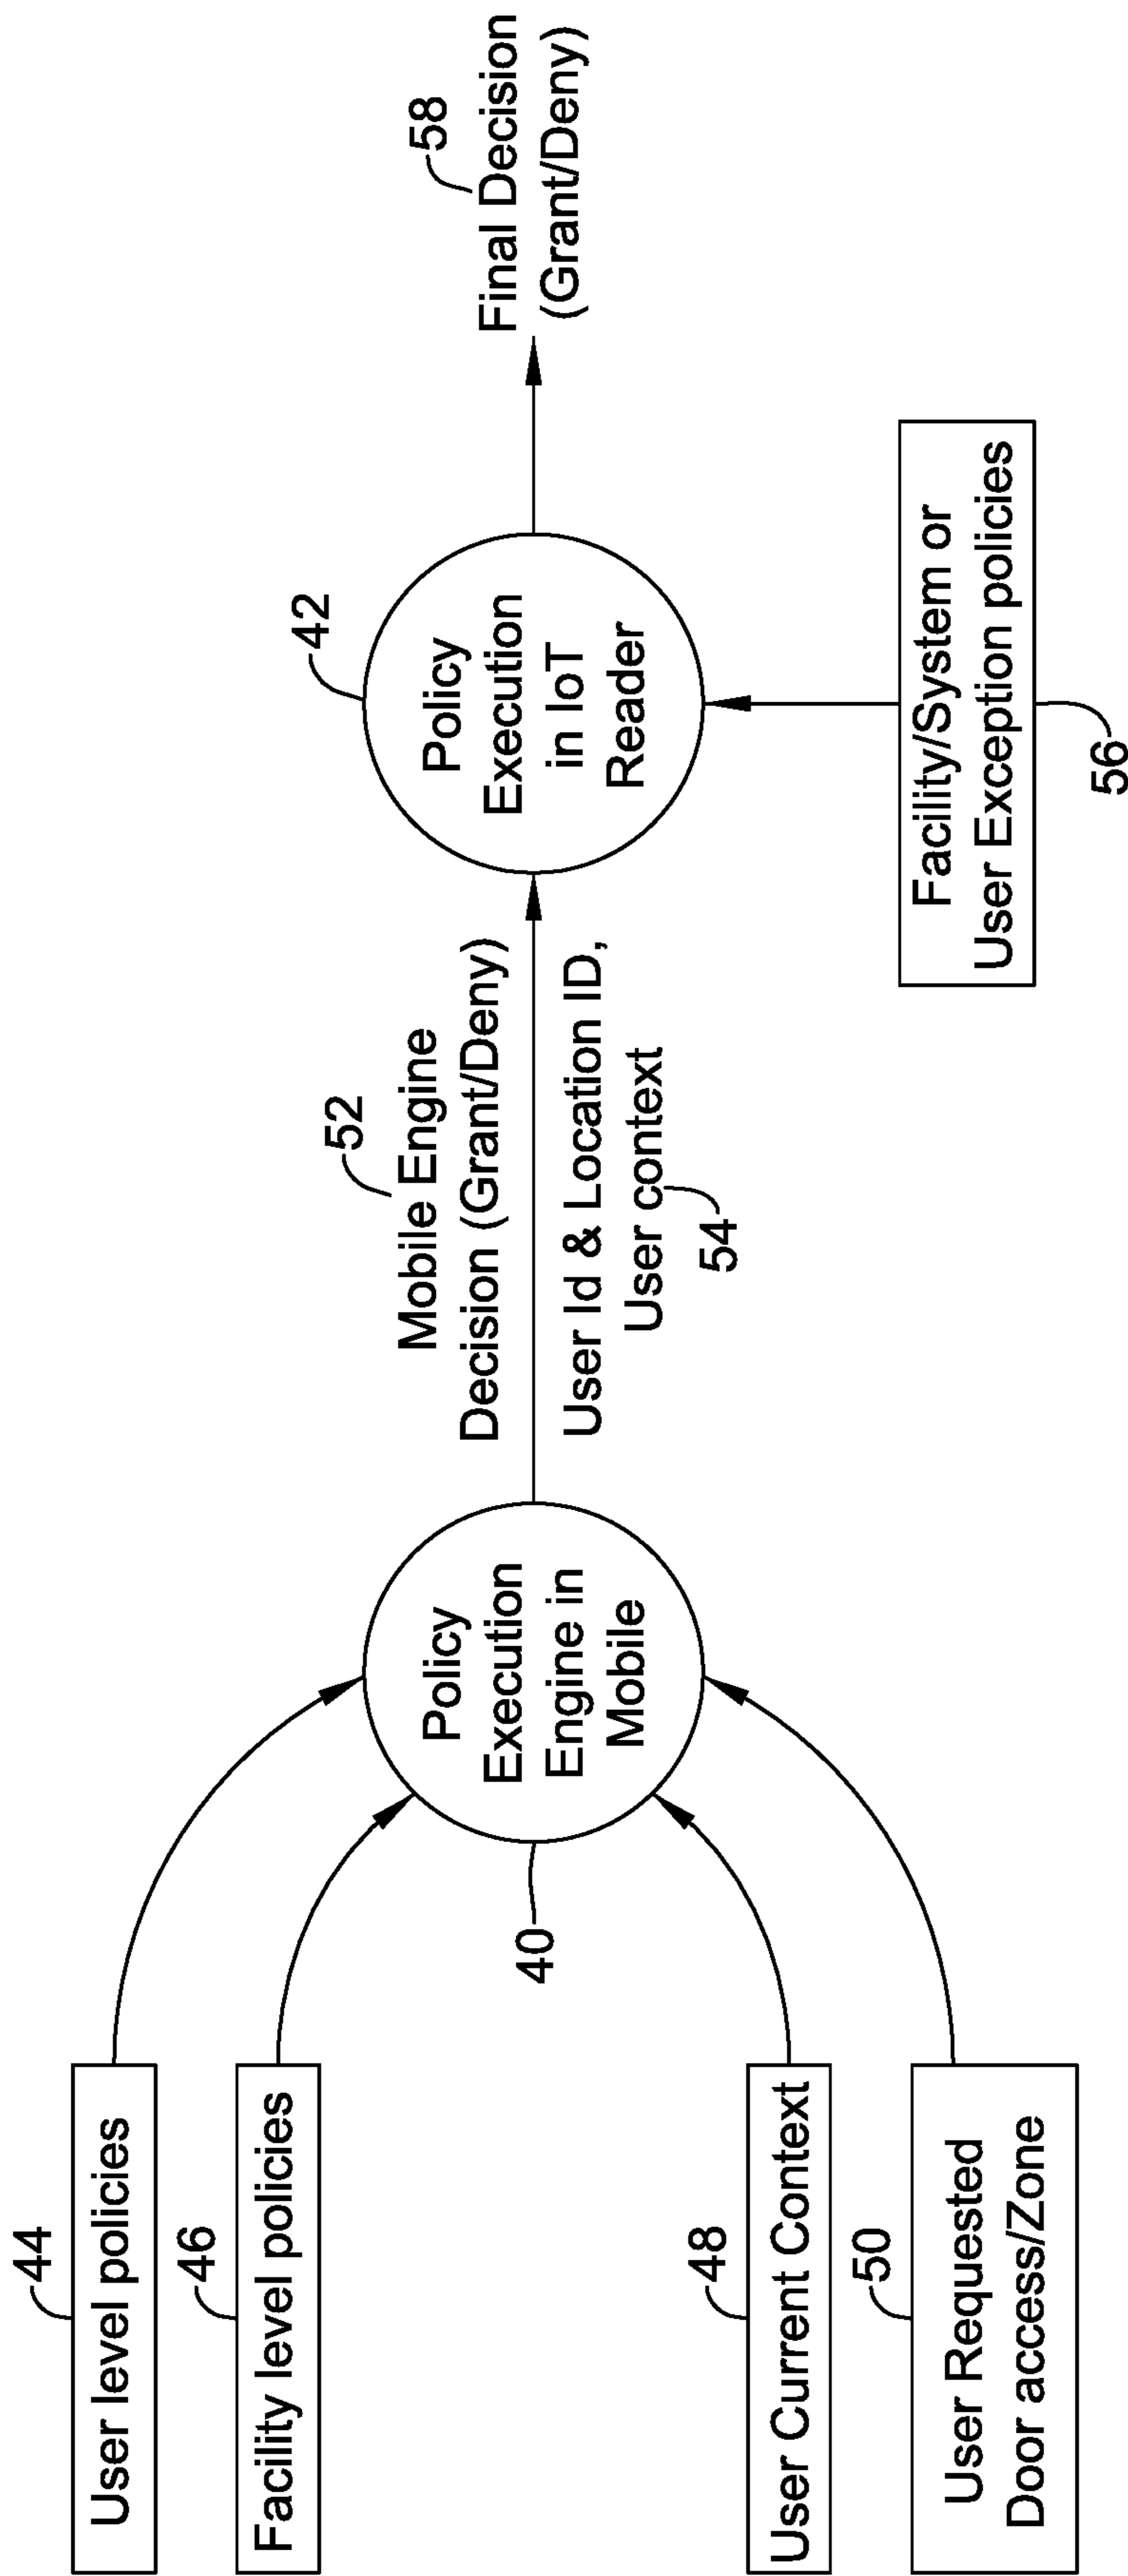 44
User level policies
46
Facility level policies
48
User Current Context
50
User Requested
Door access/Zone
Policy
Execution
Engine in
Mobile
40
52
Mobile Engine
Decision (Grant/Deny)
User Id & Location ID,
User context
54
42
Policy
Execution
in IoT
Reader
Facility/System or
User Exception policies
56
58
Final Decision
(Grant/Deny)